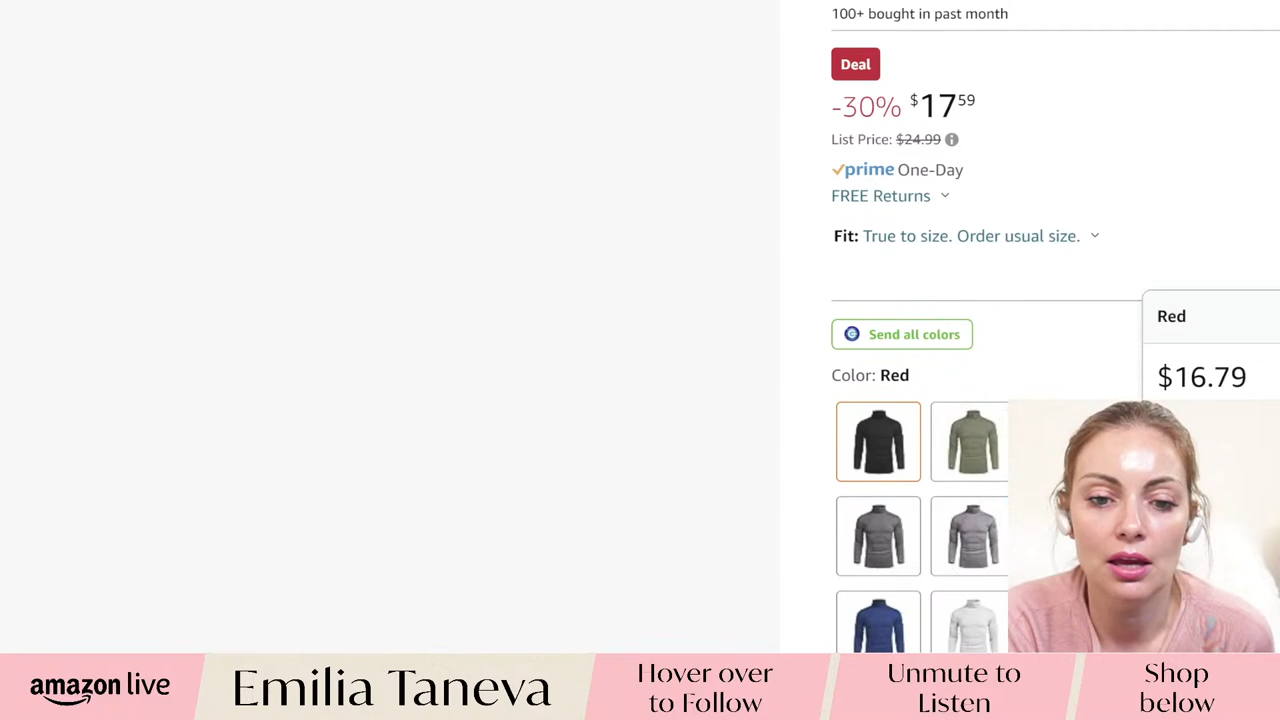 100+ bought in past month
Deal
-30% $17 59
List Price: $24.99
prime One-Day
FREE Returns
Fit: True to size. Order usual size.
Red
Send all colors
Color: Red
$16.79
amazon live
Emilia Taneva
Hover over
to Follow
Unmute to
Listen
Shop
below